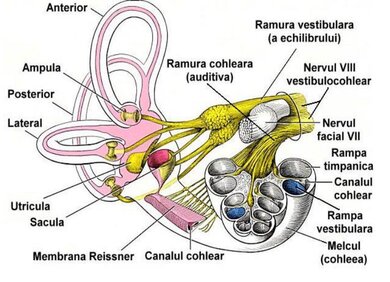 Anterior
Ramura vestibulara
(a echilibrului)
Ramura cohleara
(auditiva)
Nervul VIII
vestibulocohlear
Ampula
Posterior
Lateral
Nervul
facial VII
Rampa
timpanica
Canalul
cohlear
Utricula
Sacula
Rampa
vestibulara
Membrana Reissner
Canalul cohlear
Melcul
(cohleea)